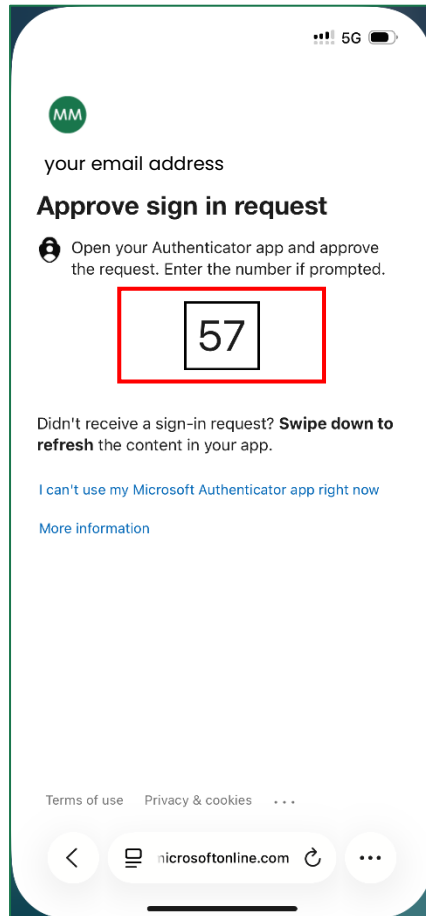 5G
MM
your email address
Approve sign in request
Open your Authenticator app and approve
the request. Enter the number if prompted.
57
Didn't receive a sign-in request? Swipe down to
refresh the content in your app.
I can't use my Microsoft Authenticator app right now
More information
Terms of use Privacy & cookies ...
nicrosoftonline.com